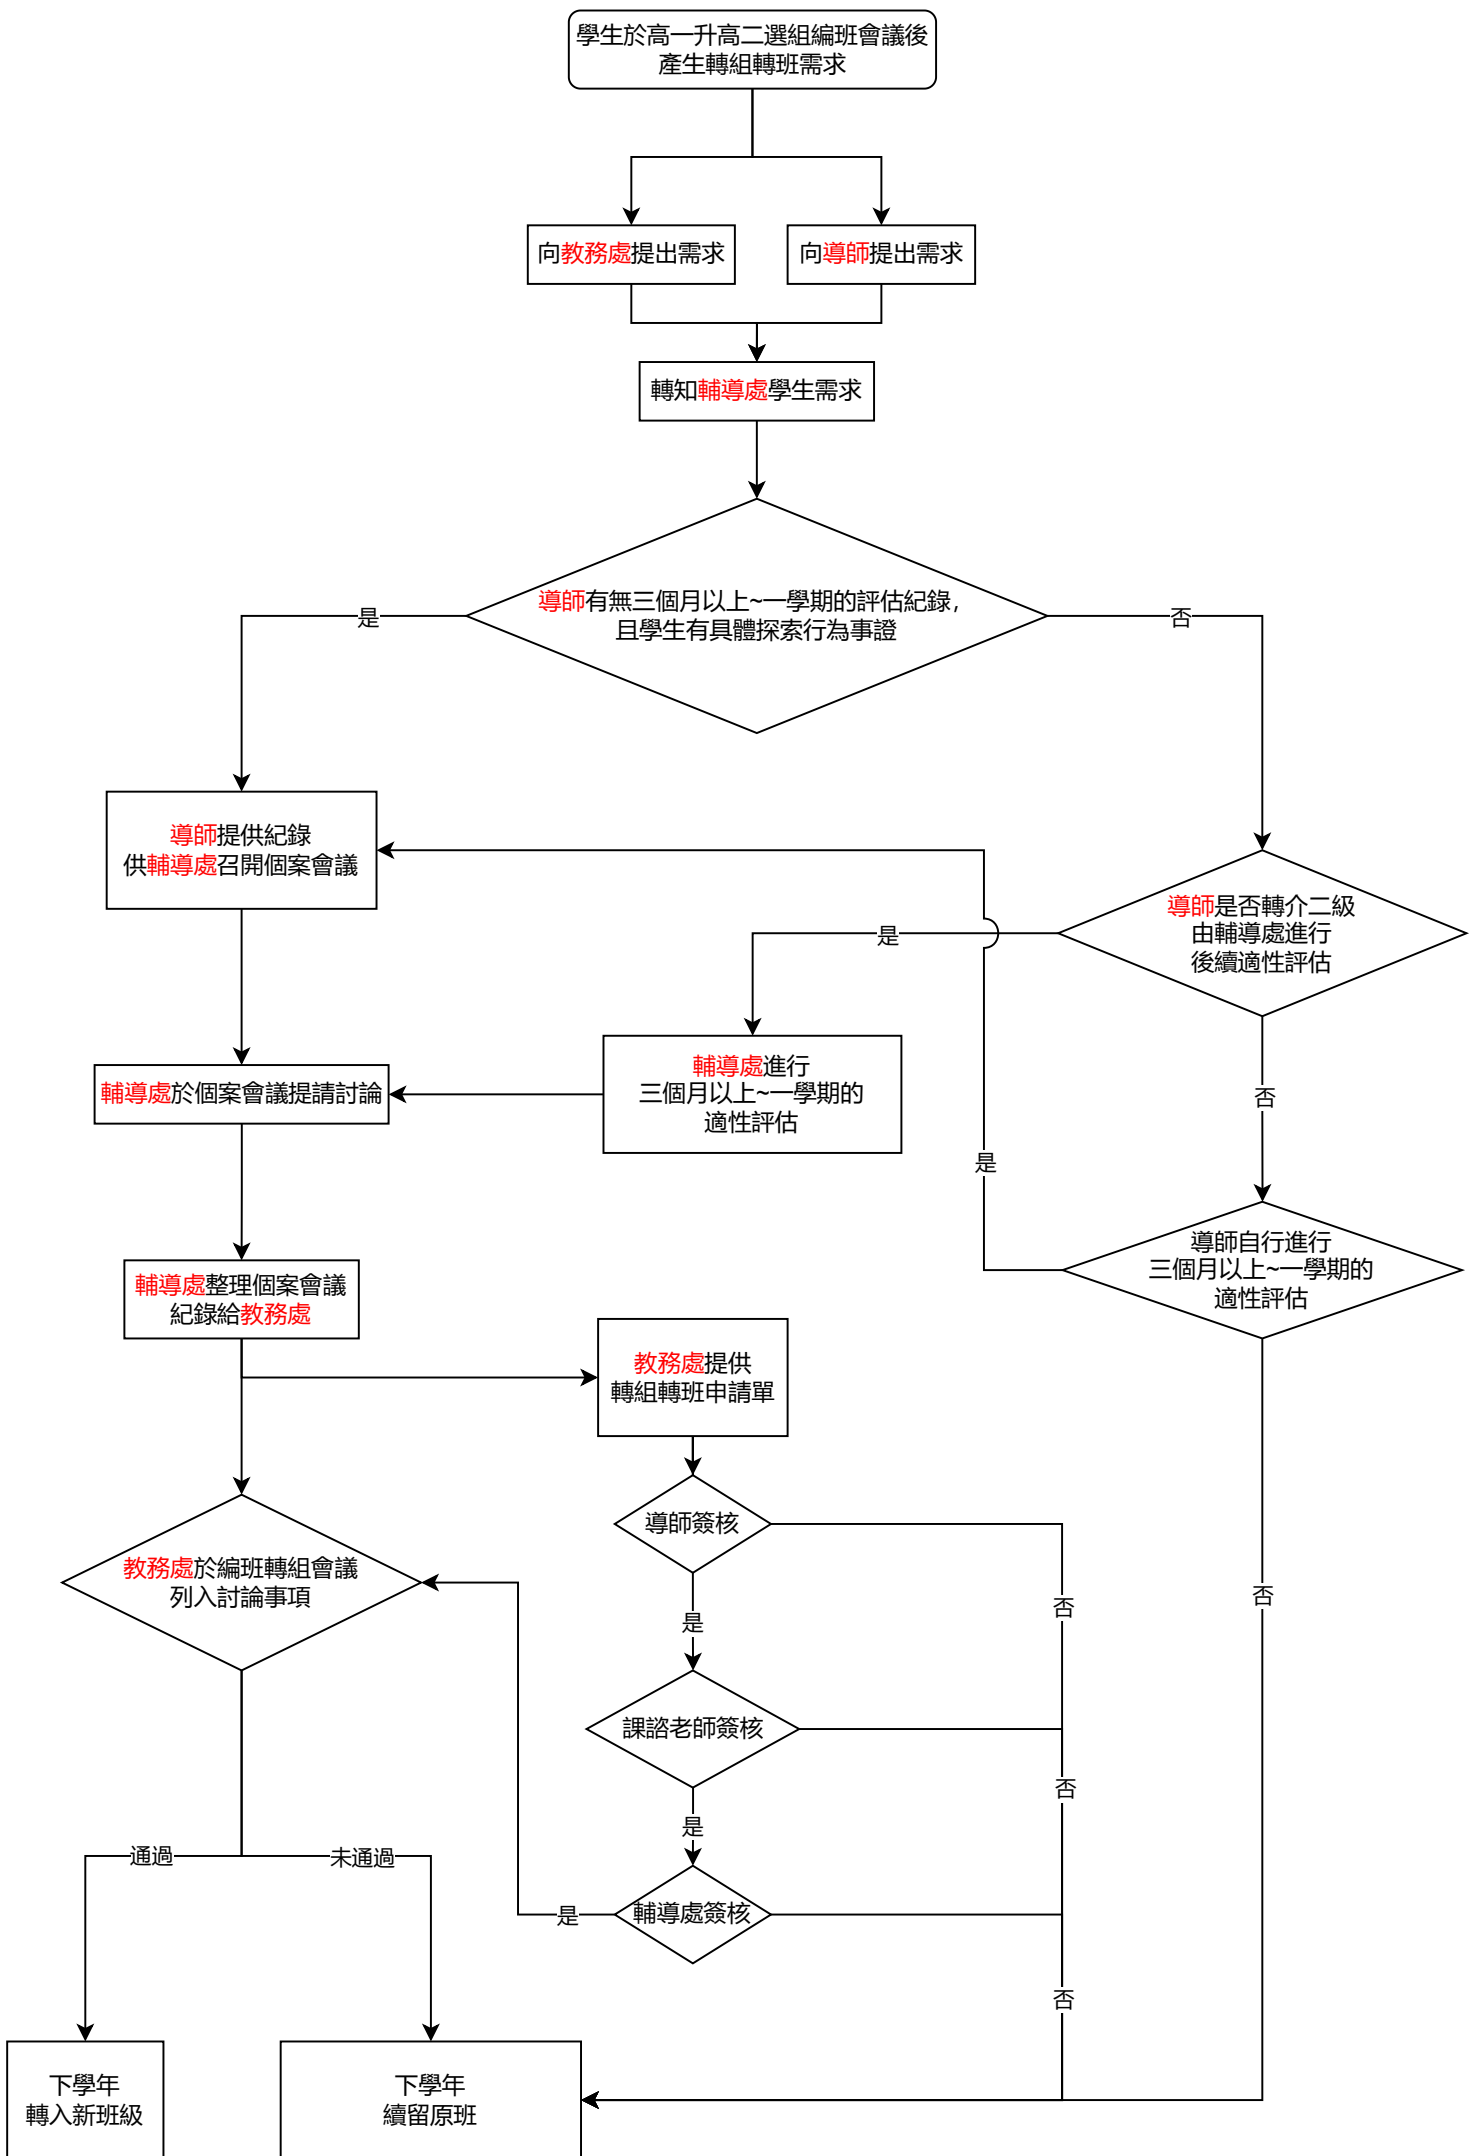 學生於高一升高二選組編班會議後
產生轉組轉班需求
向教務處提出需求
向導師提出需求
轉知輔導處學生需求
導師有無三個月以上~一學期的評估紀錄，
且學生有具體探索行為事證
是
否
導師提供紀錄
供輔導處召開個案會議
導師是否轉介二級
由輔導處進行
後續適性評估
是
輔導處於個案會議提請討論
輔導處進行
三個月以上~一學期的
適性評估
否
是
導師自行進行
三個月以上~一學期的
適性評估
輔導處整理個案會議
紀錄給教務處
教務處提供
轉組轉班申請單
導師簽核
教務處於編班轉組會議
列入討論事項
否
否
是
課諮老師簽核
否
是
通過
未通過
輔導處簽核
是
否
下學年
轉入新班級
下學年
續留原班